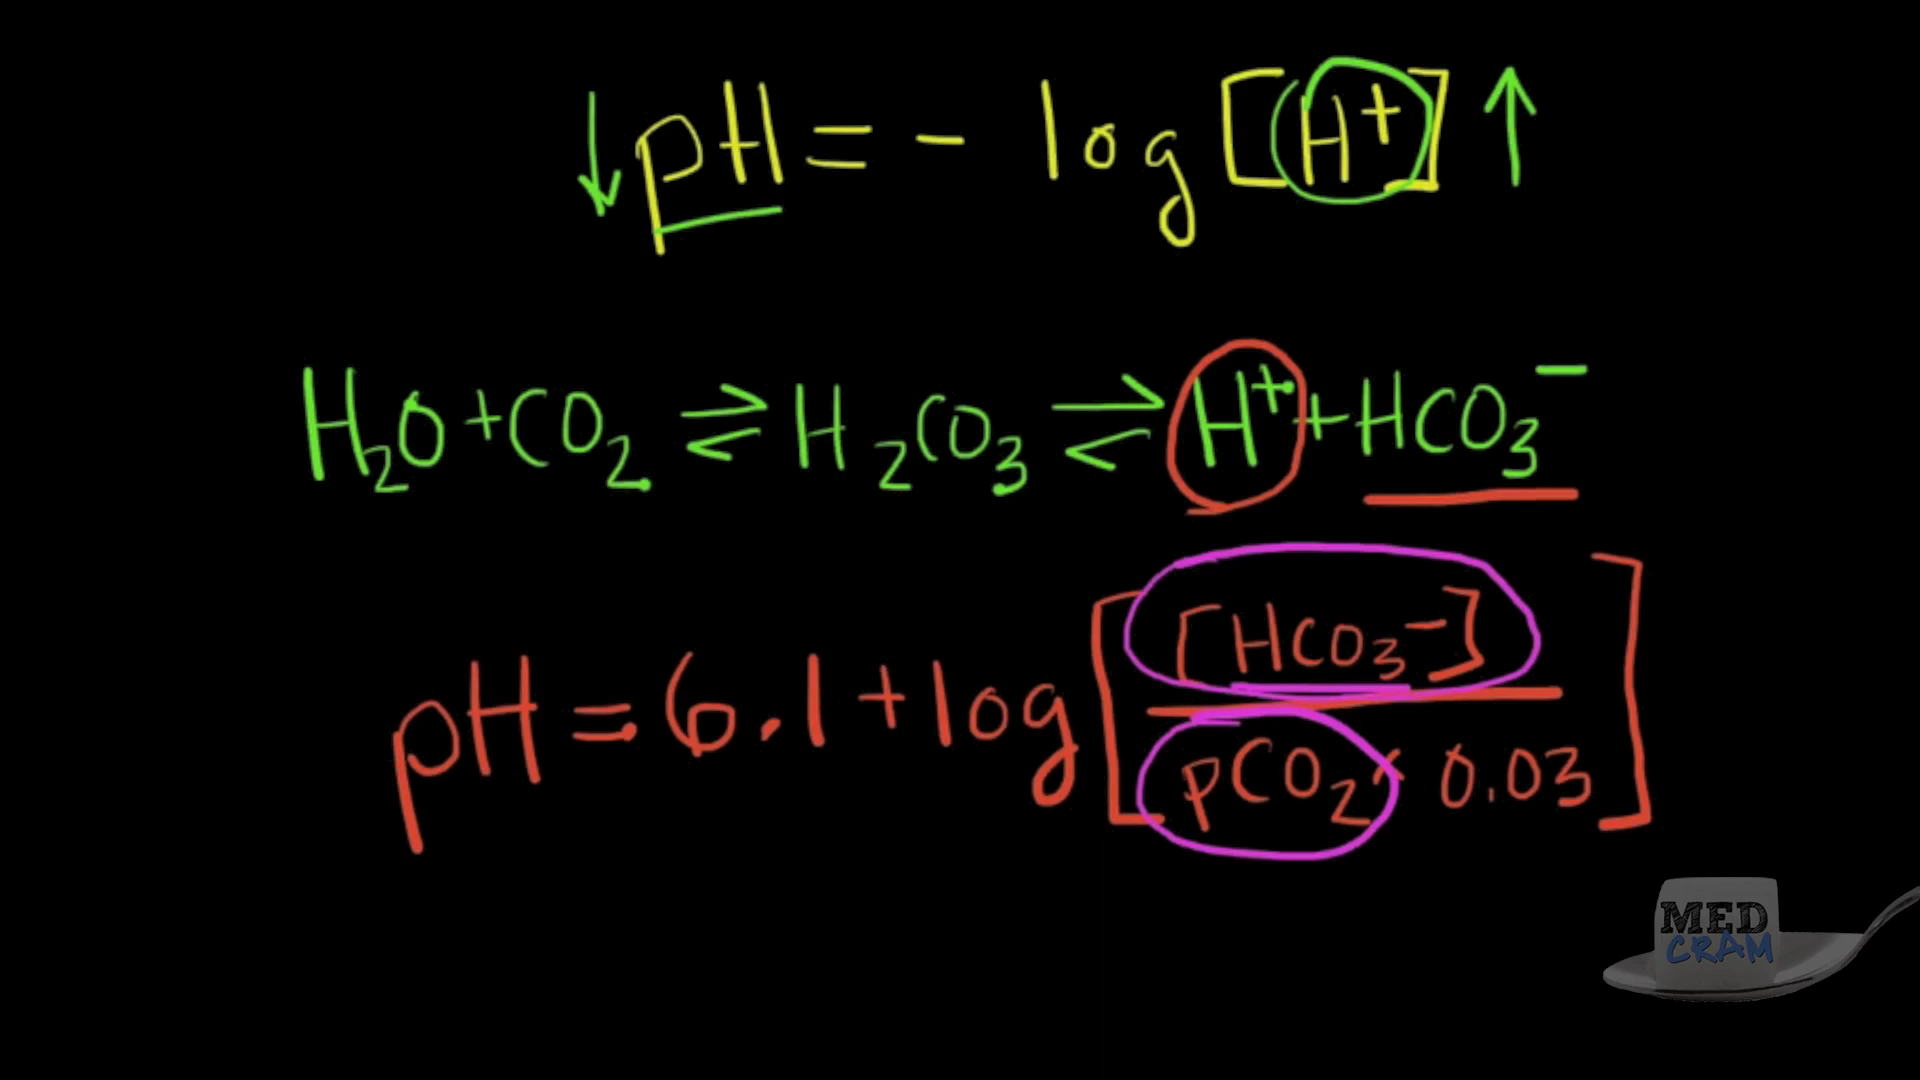 ↓ pH = - log [H⁺] ↑
H₂O + CO₂ ⇌ H₂CO₃ ⇌ H⁺ + HCO₃⁻
pH = 6.1 + log [ [HCO₃⁻] / pCO₂ × 0.03 ]
MED
CRAM